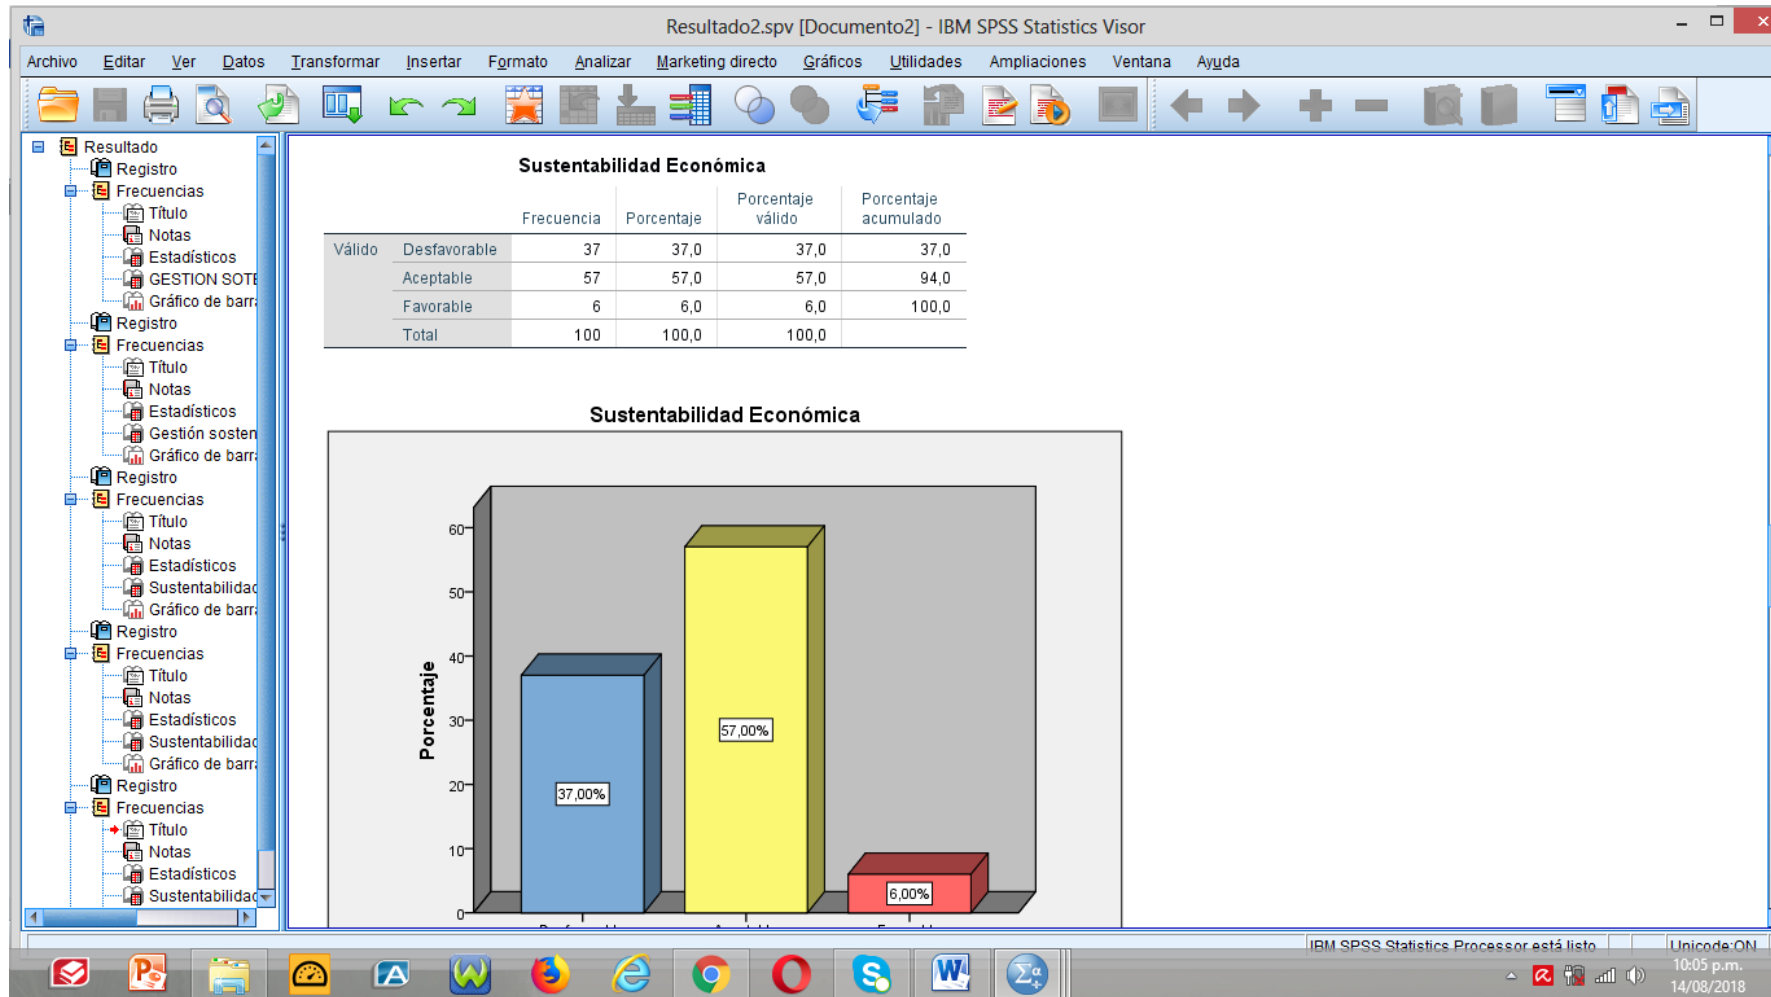 Resultado2.spv [Documento2] - IBM SPSS Statistics Visor
Archivo Editar Ver Datos Transformar Insertar Formato Analizar Marketing directo Gráficos Utilidades Ampliaciones Ventana Ayuda
Resultado
Registro
Frecuencias
Título
Notas
Estadísticos
GESTION SOTE
Gráfico de barr
Registro
Frecuencias
Título
Notas
Estadísticos
Gestión sosten
Gráfico de barr
Registro
Frecuencias
Título
Notas
Estadísticos
Sustentabilidad
Gráfico de barr
Registro
Frecuencias
Título
Notas
Estadísticos
Sustentabilidad
Gráfico de barr
Registro
Frecuencias
Título
Notas
Estadísticos
Sustentabilidad
Sustentabilidad Económica
Frecuencia Porcentaje Porcentaje válido Porcentaje acumulado
Válido Desfavorable 37 37,0 37,0 37,0
Aceptable 57 57,0 57,0 94,0
Favorable 6 6,0 6,0 100,0
Total 100 100,0 100,0
Sustentabilidad Económica
Porcentaje
60
50
40
30
20
10
0
37,00%
57,00%
6,00%
IBM SPSS Statistics Processor está listo
Unicode:ON
10:05 p.m.
14/08/2018